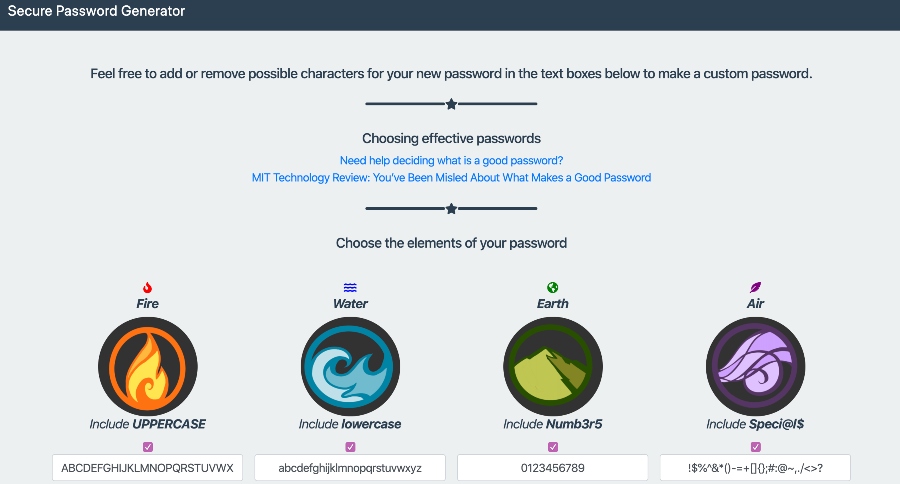 Secure Password Generator
Feel free to add or remove possible characters for your new password in the text boxes below to make a custom password.
Choosing effective passwords
Need help deciding what is a good password?
MIT Technology Review: You've Been Misled About What Makes a Good Password
Choose the elements of your password
Fire
Water
Earth
Air
Include UPPERCASE
Include lowercase
Include Numb3r5
Include Speci@l$
ABCDEFGHIJKLMNOPQRSTUVWX
abcdefghijklmnopqrstuvwxyz
0123456789
!$%^&*()-=+[]{};#:@~,./<>?